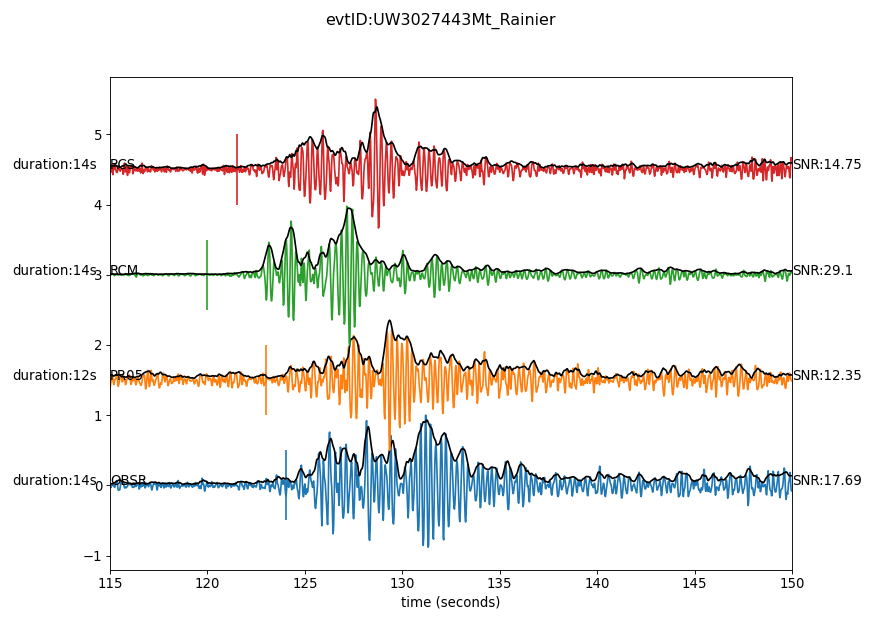 evtID:UW3027443Mt_Rainier
5
duration:14s RCS SNR:14.75
4
duration:14s 3 RCM SNR:29.1
2
duration:12s PR05 SNR:12.35
1
duration:14s 0 OBSR SNR:17.69
−1
115 120 125 130 135 140 145 150
time (seconds)